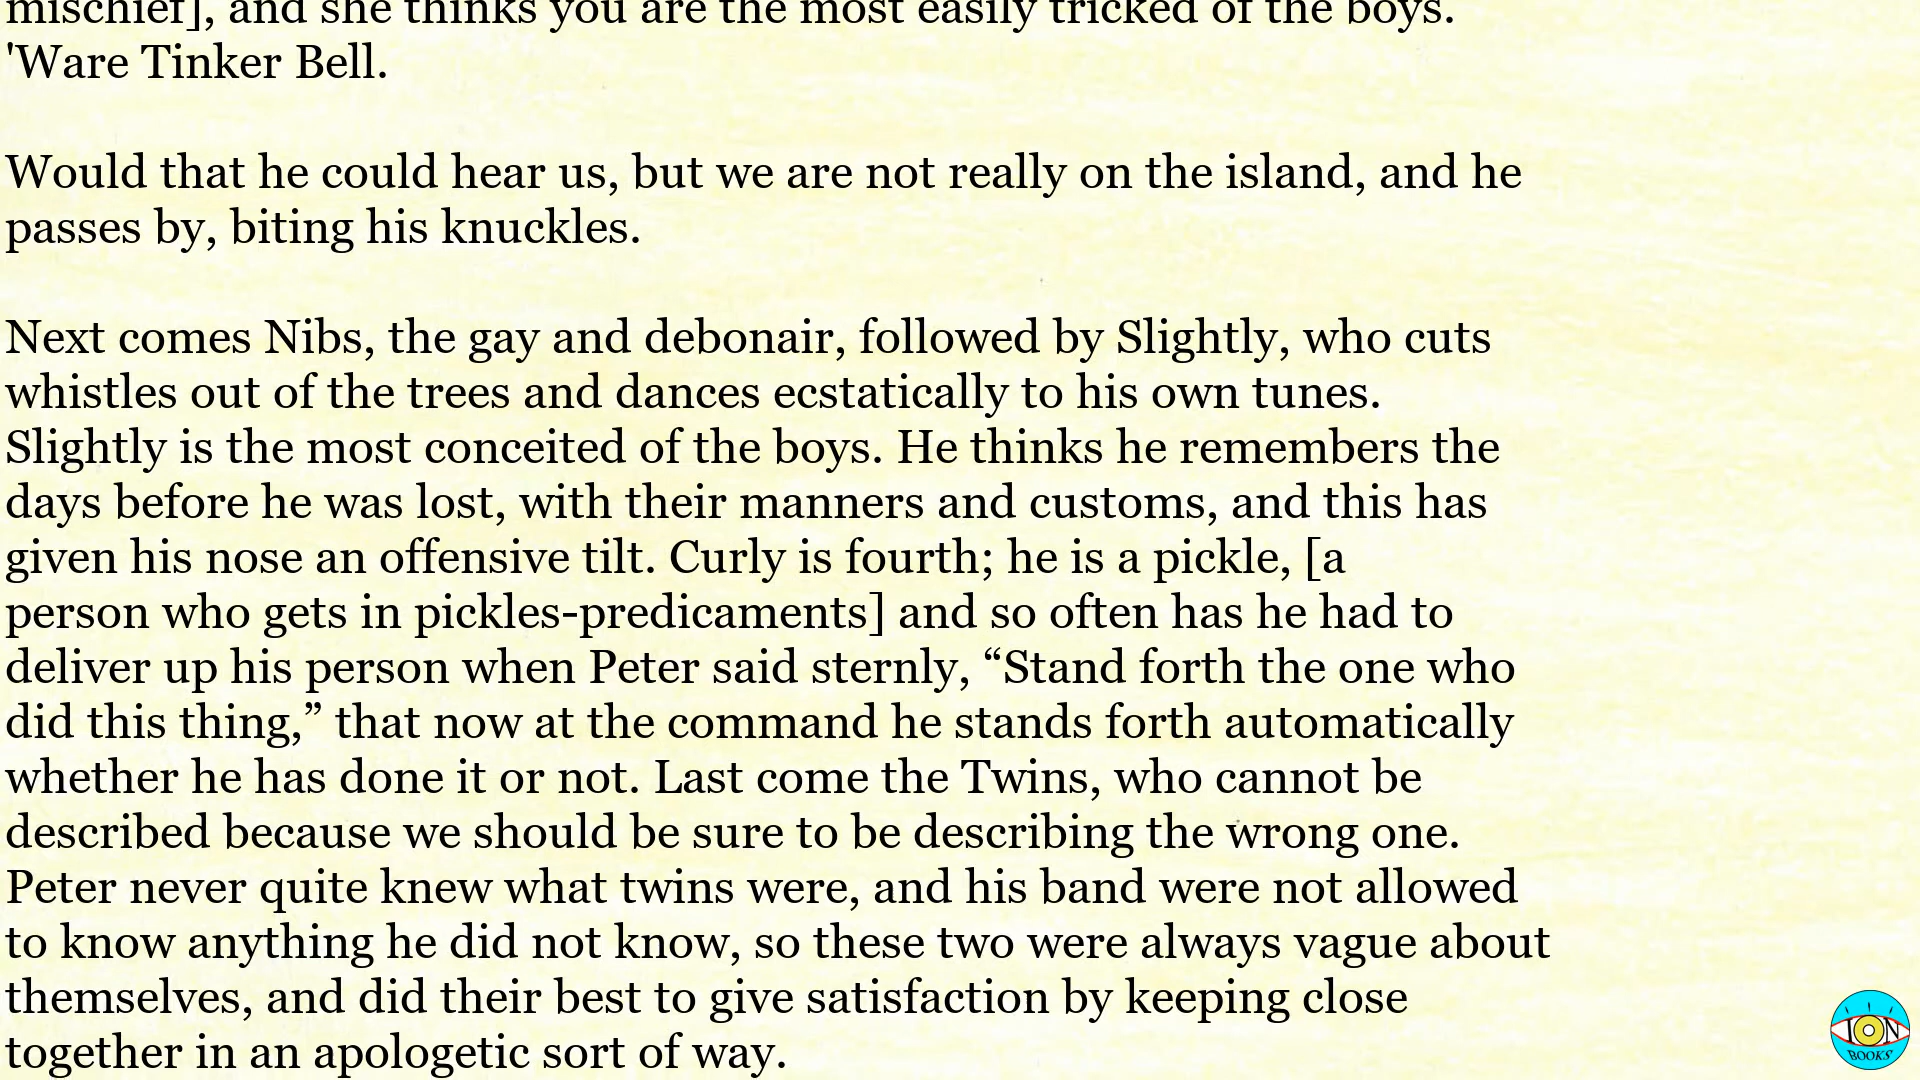 mischief], and she thinks you are the most easily tricked of the boys.
'Ware Tinker Bell.
Would that he could hear us, but we are not really on the island, and he
passes by, biting his knuckles.
Next comes Nibs, the gay and debonair, followed by Slightly, who cuts
whistles out of the trees and dances ecstatically to his own tunes.
Slightly is the most conceited of the boys. He thinks he remembers the
days before he was lost, with their manners and customs, and this has
given his nose an offensive tilt. Curly is fourth; he is a pickle, [a
person who gets in pickles-predicaments] and so often has he had to
deliver up his person when Peter said sternly, “Stand forth the one who
did this thing,” that now at the command he stands forth automatically
whether he has done it or not. Last come the Twins, who cannot be
described because we should be sure to be describing the wrong one.
Peter never quite knew what twins were, and his band were not allowed
to know anything he did not know, so these two were always vague about
themselves, and did their best to give satisfaction by keeping close
together in an apologetic sort of way.
ION
BOOKS